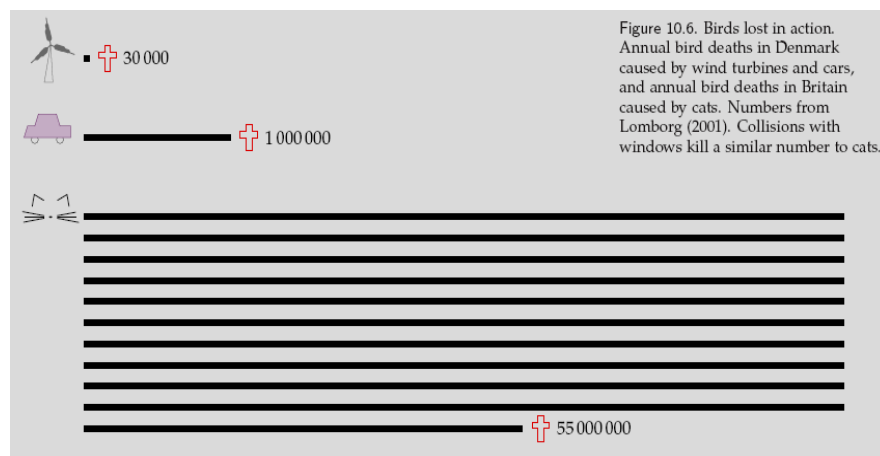 Figure 10.6. Birds lost in action.
Annual bird deaths in Denmark
caused by wind turbines and cars,
and annual bird deaths in Britain
caused by cats. Numbers from
Lomborg (2001). Collisions with
windows kill a similar number to cats.
30 000
1 000 000
55 000 000